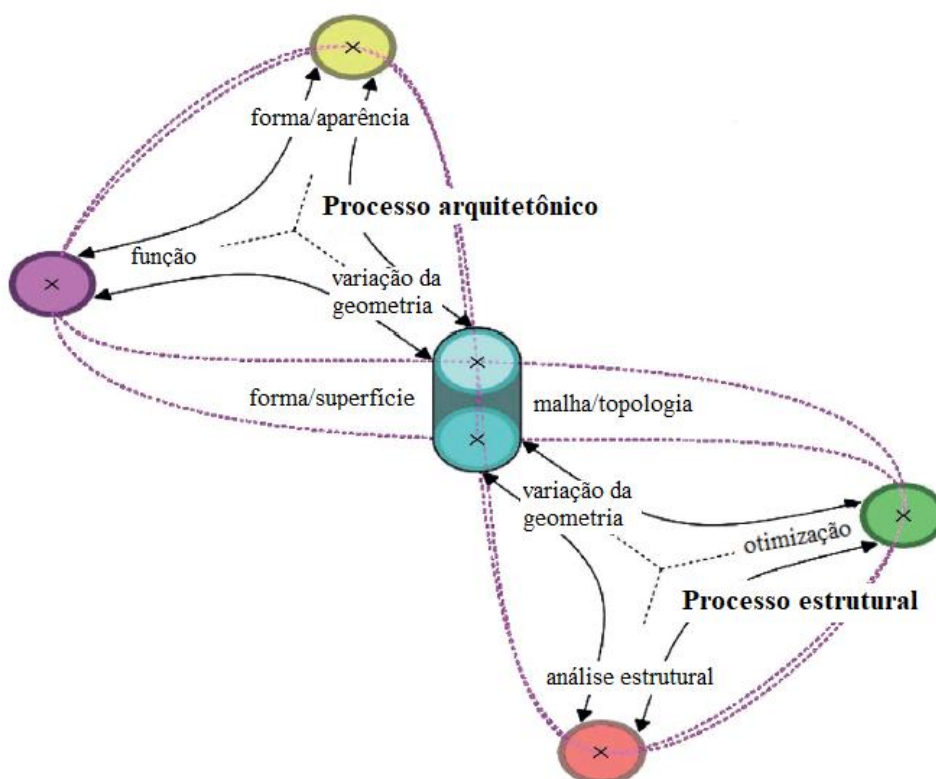 forma/aparência
Processo arquitetônico
função
variação da
geometria
forma/superfície
malha/topologia
variação da
geometria
otimização
Processo estrutural
análise estrutural